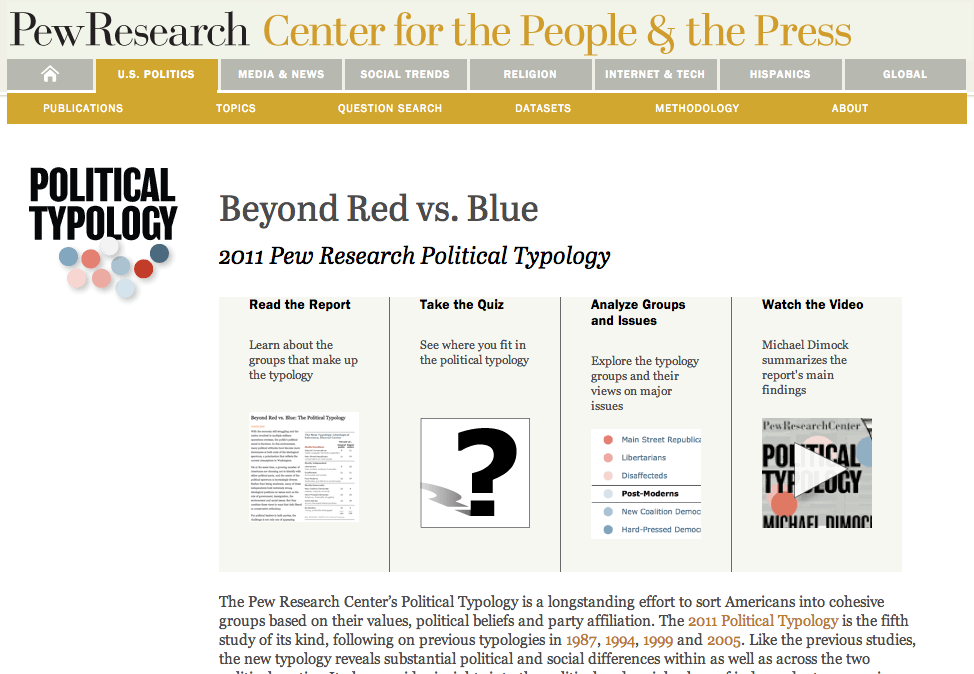 PewResearch Center for the People & the Press
U.S. POLITICS
MEDIA & NEWS
SOCIAL TRENDS
RELIGION
INTERNET & TECH
HISPANICS
GLOBAL
PUBLICATIONS
TOPICS
QUESTION SEARCH
DATASETS
METHODOLOGY
ABOUT
POLITICAL
TYPOLOGY
Beyond Red vs. Blue
2011 Pew Research Political Typology
Read the Report
Learn about the
groups that make up
the typology
Beyond Red vs. Blue: The Political Typology
Take the Quiz
See where you fit in
the political typology
?
Analyze Groups
and Issues
Explore the typology
groups and their
views on major
issues
Main Street Republica
Libertarians
Disaffecteds
Post-Moderns
New Coalition Democ
Hard-Pressed Democ
Watch the Video
Michael Dimock
summarizes the
report's main
findings
PewResearchCenter
POLITICAL
TYPOLOGY
MICHAEL DIMOCK
The Pew Research Center's Political Typology is a longstanding effort to sort Americans into cohesive
groups based on their values, political beliefs and party affiliation. The 2011 Political Typology is the fifth
study of its kind, following on previous typologies in 1987, 1994, 1999 and 2005. Like the previous studies,
the new typology reveals substantial political and social differences within as well as across the two